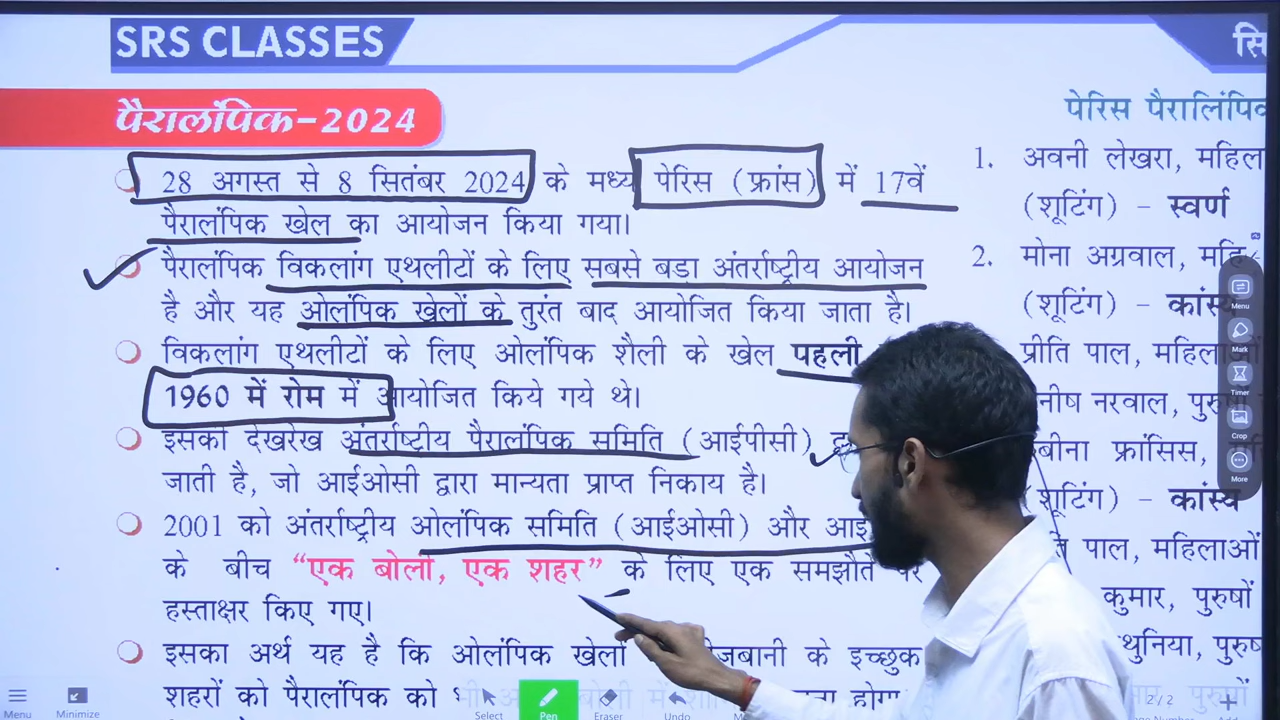 SRS CLASSES
सि
पैरालंपिक-2024
28 अगस्त से 8 सितंबर 2024 के मध्य पेरिस (फ्रांस) में 17वें
पैरालंपिक खेल का आयोजन किया गया।
पैरालंपिक विकलांग एथलीटों के लिए सबसे बड़ा अंतर्राष्ट्रीय आयोजन
है और यह ओलंपिक खेलों के तुरंत बाद आयोजित किया जाता है।
विकलांग एथलीटों के लिए ओलंपिक शैली के खेल पहली
1960 में रोम में आयोजित किये गये थे।
इसकी देखरेख अंतर्राष्ट्रीय पैरालंपिक समिति (आईपीसी)
जाती है, जो आईओसी द्वारा मान्यता प्राप्त निकाय है।
2001 को अंतर्राष्ट्रीय ओलंपिक समिति (आईओसी) और
के बीच “एक बोली, एक शहर” के लिए एक समझौते पर
हस्ताक्षर किए गए।
इसका अर्थ यह है कि ओलंपिक खेलों के इच्छुक
शहरों को पैरालंपिक को
पेरिस पैरालिंपिक
1. अवनी लेखरा, महिला
(शूटिंग) – स्वर्ण
2. मोना अग्रवाल,
(शूटिंग) – कांस्य
प्रीति पाल, महिलाओं
नरवाल,
फ्रांसिस,
(शूटिंग) – कांस्य
पाल, महिलाओं
कुमार, पुरुषों
Menu
Mark
Timer
Crop
More
Menu
Minimize
Select
Pen
Eraser
Undo
2/2